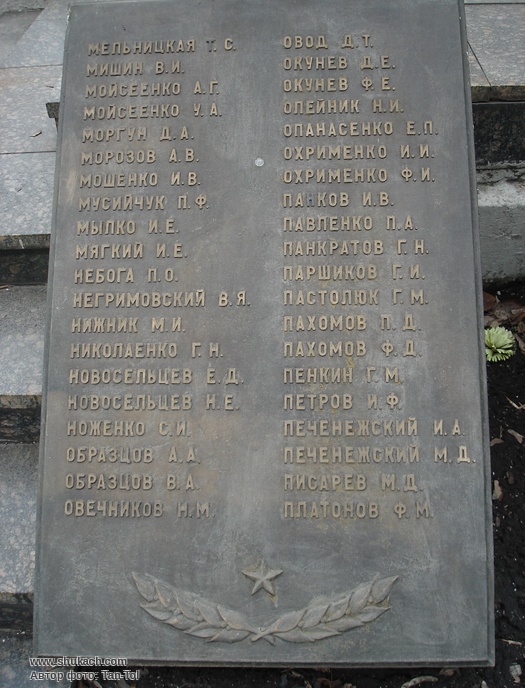 МЕЛЬНИЦКАЯ Т. С.
МИШИН В.И.
МОЙСЕЕНКО А.Г.
МОЙСЕЕНКО У.А.
МОРГУН Д.А.
МОРОЗОВ А.В.
МОШЕНКО И.В.
МУСИЙЧУК П.Ф.
МЫЛКО И.Е.
МЯГКИЙ И.Е.
НЕБОГА П.О.
НЕГРИМОВСКИЙ В.Я.
НИЖНИК М.И.
НИКОЛАЕНКО Г.Н.
НОВОСЕЛЬЦЕВ Е.Д.
НОВОСЕЛЬЦЕВ Н.Е.
НОЖЕНКО С.И.
ОБРАЗЦОВ А.А.
ОБРАЗЦОВ В.А.
ОВЕЧНИКОВ Н.М.
ОВОД Д.Т.
ОКУНЕВ Д.Е.
ОКУНЕВ Ф.Е.
ОЛЕЙНИК Н.И.
ОПАНАСЕНКО Е.П.
ОХРИМЕНКО И.И.
ОХРИМЕНКО Ф.И.
ПАНКОВ И.В.
ПАВЛЕНКО П.А.
ПАНКРАТОВ Г.Н.
ПАРШИКОВ Г.И.
ПАСТОЛЮК Г.М.
ПАХОМОВ П.Д.
ПАХОМОВ Ф.Д.
ПЕНКИН Г.М.
ПЕТРОВ И.Ф.
ПЕЧЕНЕЖСКИЙ И.А.
ПЕЧЕНЕЖСКИЙ М.Д.
ПИСАРЕВ М.Д.
ПЛАТОНОВ Ф.М.
www.shukach.com
Автор фото: Tan-Tol